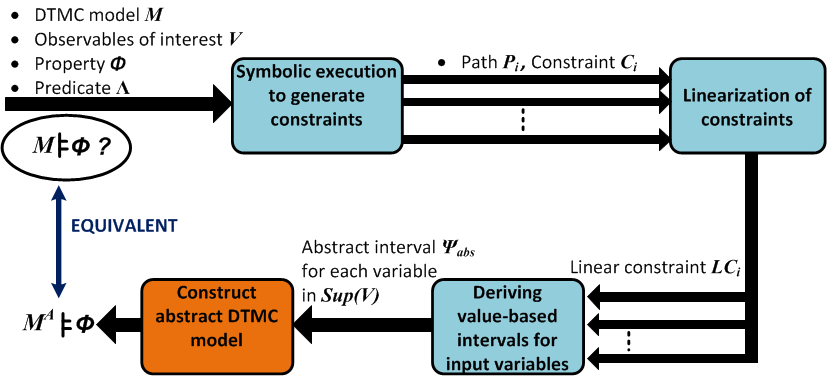 • DTMC model M
• Observables of interest V
• Property Φ
• Predicate Λ
M ⊧ Φ ?
Symbolic execution
to generate
constraints
• Path Pᵢ, Constraint Cᵢ
Linearization of
constraints
EQUIVALENT
Linear constraint LCᵢ
Deriving
value-based
intervals for
input variables
Abstract interval Ψabs
for each variable
in Sup(V)
Construct
abstract DTMC
model
Mᴬ ⊧ Φ